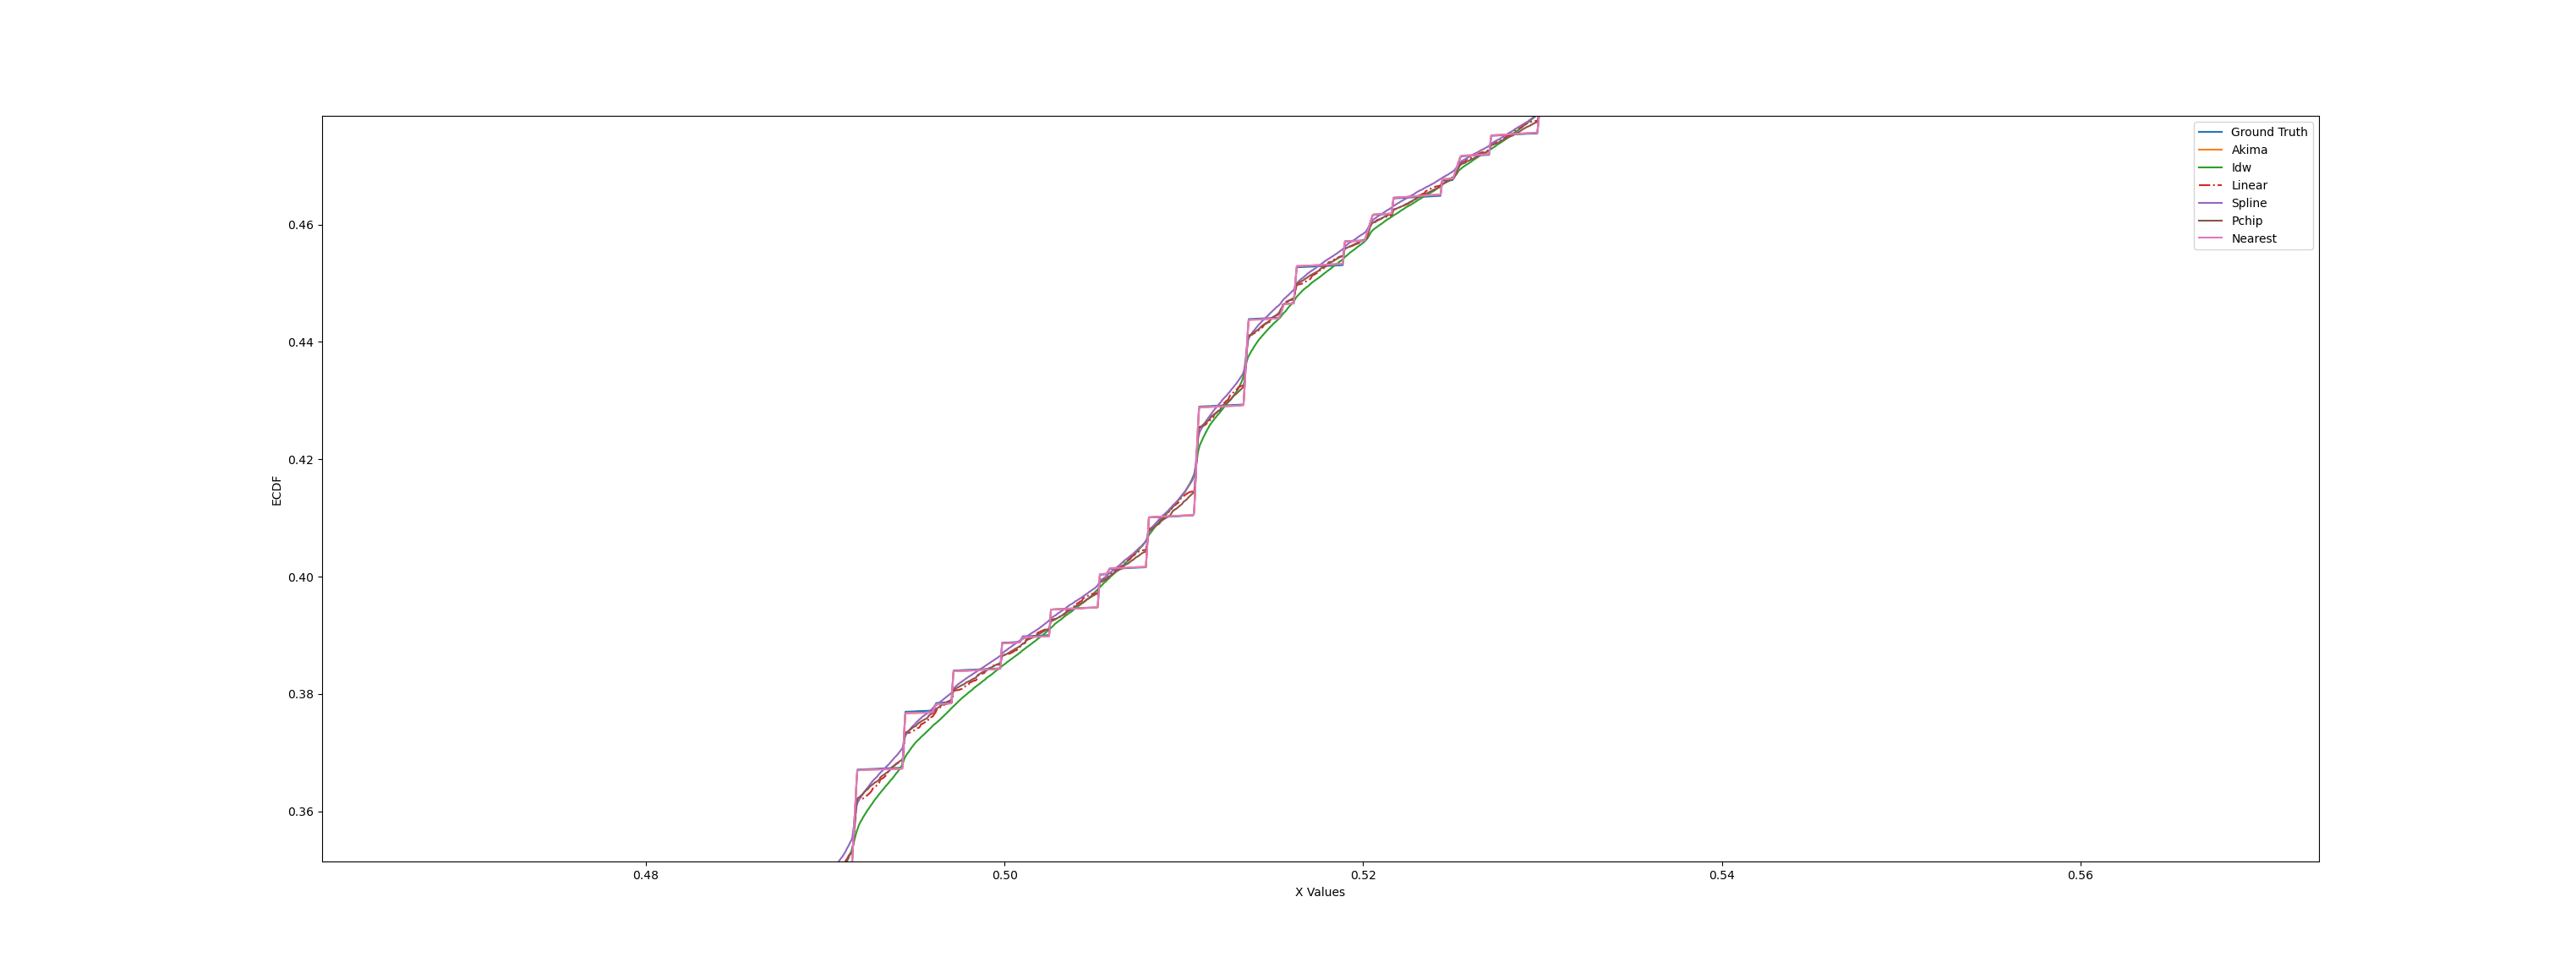 Ground Truth
Akima
Idw
Linear
Spline
Pchip
Nearest
0.46
0.44
0.42
0.40
0.38
0.36
ECDF
0.48 0.50 0.52 0.54 0.56
X Values